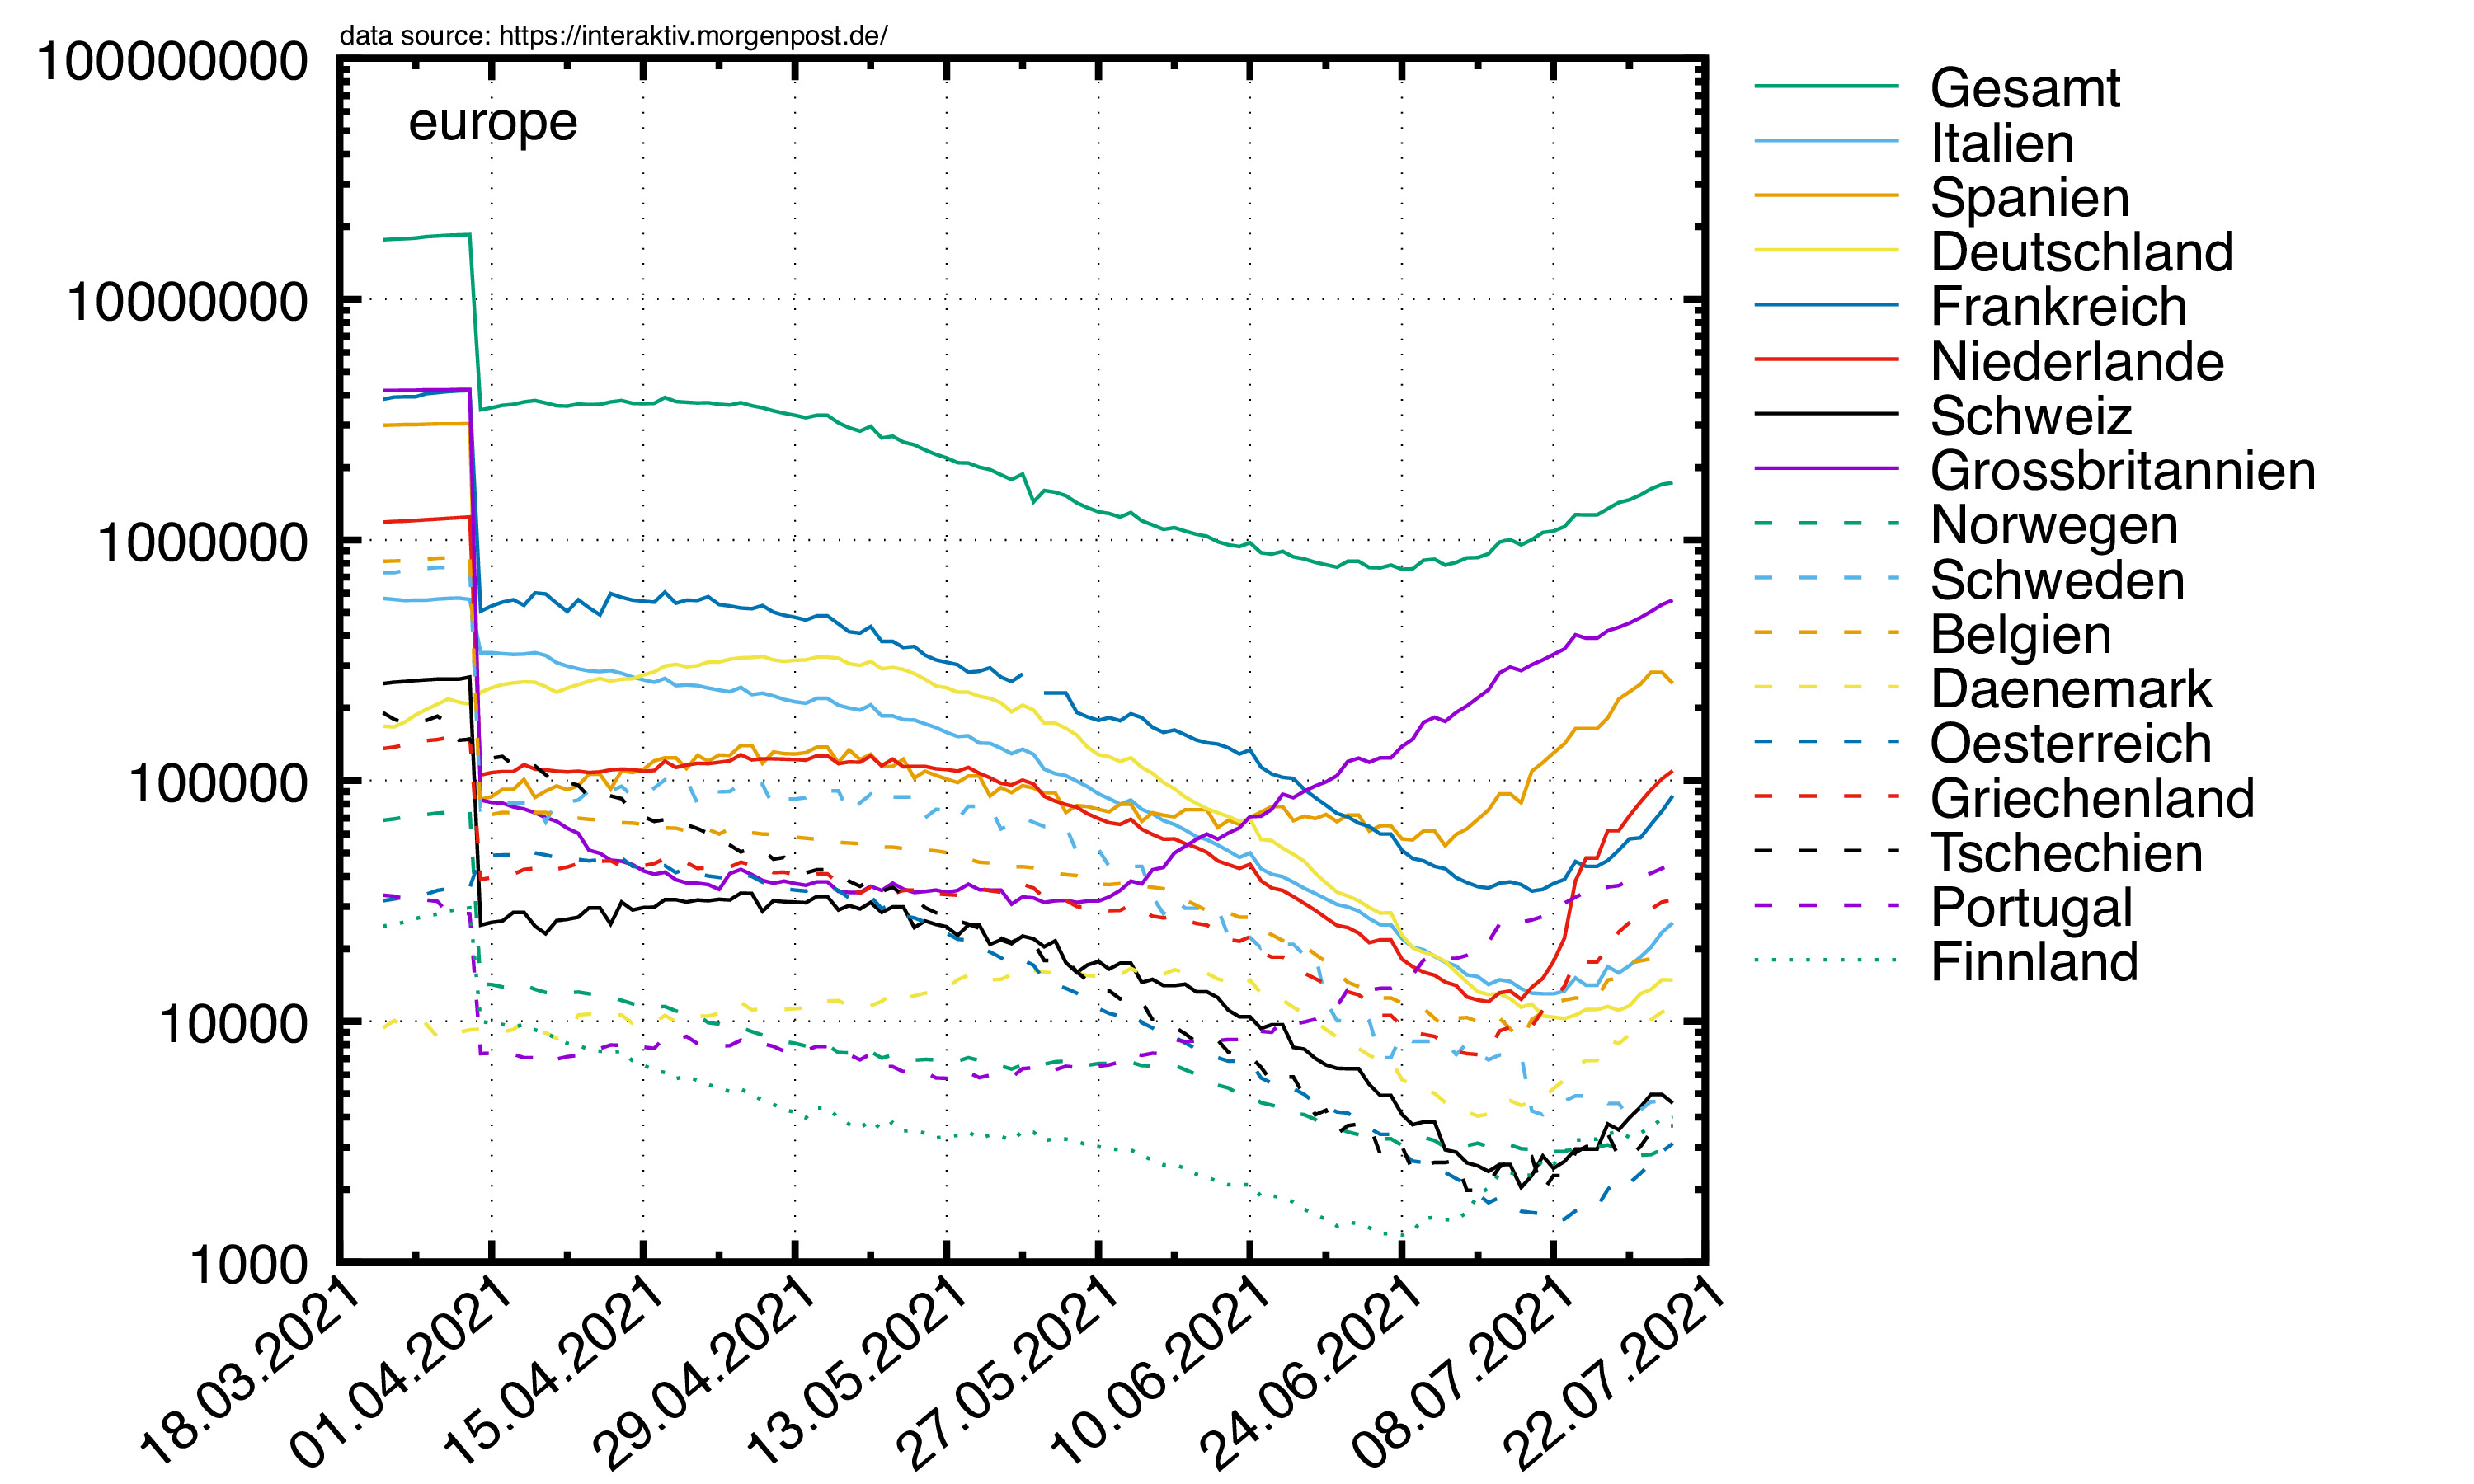 data source: https://interaktiv.morgenpost.de/
europe
100000000
10000000
1000000
100000
10000
1000
18.03.2021
01.04.2021
15.04.2021
29.04.2021
13.05.2021
27.05.2021
10.06.2021
24.06.2021
08.07.2021
22.07.2021
Gesamt
Italien
Spanien
Deutschland
Frankreich
Niederlande
Schweiz
Grossbritannien
Norwegen
Schweden
Belgien
Daenemark
Oesterreich
Griechenland
Tschechien
Portugal
Finnland